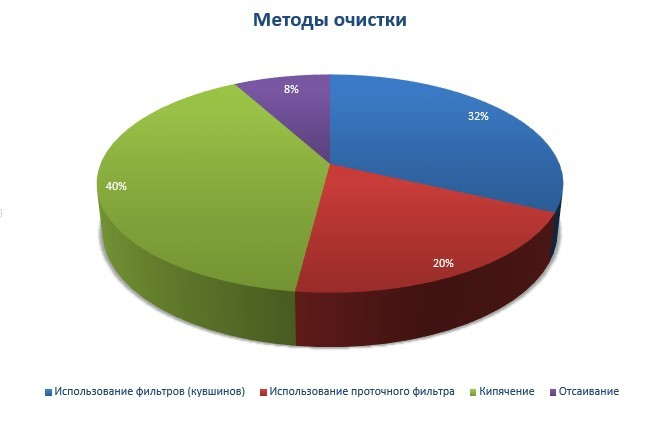 Методы очистки
8%
32%
40%
20%
Использование фильтров (кувшинов) Использование проточного фильтра Кипячение Отсаивание